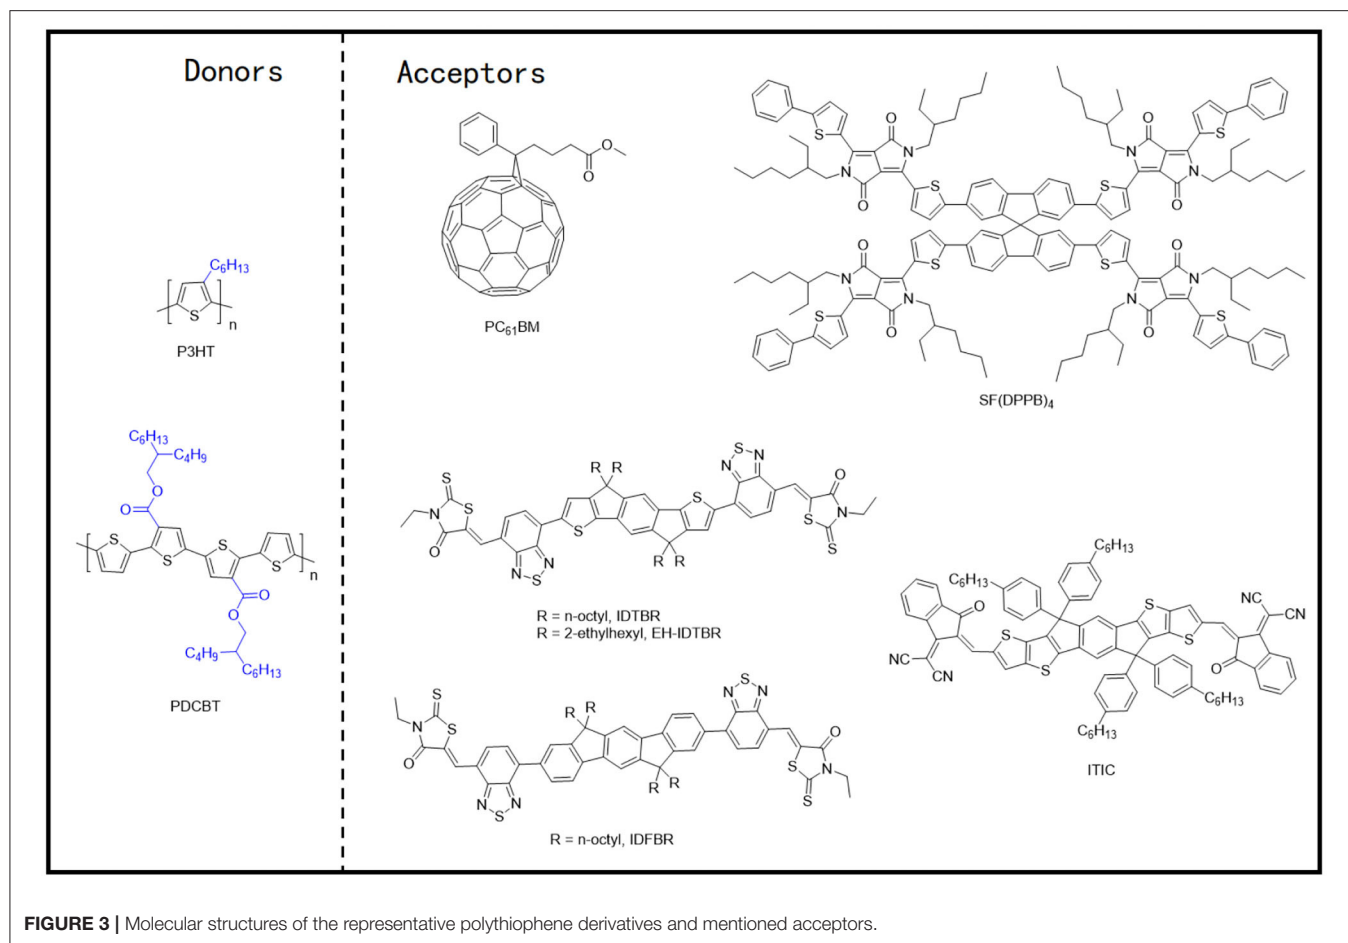 Donors
Acceptors
C6H13
S
n
P3HT
C6H13
C4H9
O
O
S
S
S
S
n
O
O
C4H9
C6H13
PDCBT
O
O
PC61BM
S
O
N
N
O
S
S
O
N
N
O
S
S
O
N
N
O
S
S
O
N
N
O
S
SF(DPPB)4
S
N
S
O
N
S
N
S
R
R
S
R
R
N
S
N
O
S
N
S
R = n-octyl, IDTBR
R = 2-ethylhexyl, EH-IDTBR
S
N
S
O
N
S
N
R
R
R
R
N
S
N
O
S
N
S
R = n-octyl, IDFBR
C6H13
C6H13
O
NC
CN
S
S
S
S
CN
CN
O
C6H13
C6H13
ITIC
FIGURE 3 | Molecular structures of the representative polythiophene derivatives and mentioned acceptors.